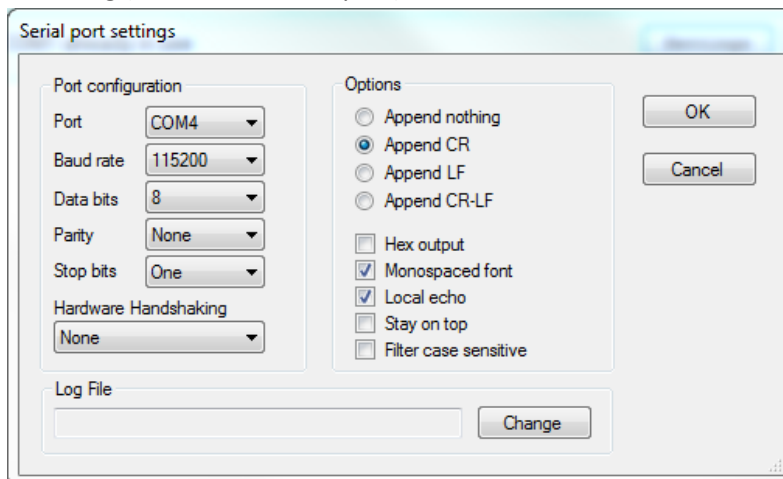 Serial port settings
Port configuration
Port COM4
Baud rate 115200
Data bits 8
Parity None
Stop bits One
Hardware Handshaking
None
Options
Append nothing
Append CR
Append LF
Append CR-LF
Hex output
Monospaced font
Local echo
Stay on top
Filter case sensitive
OK
Cancel
Log File
Change